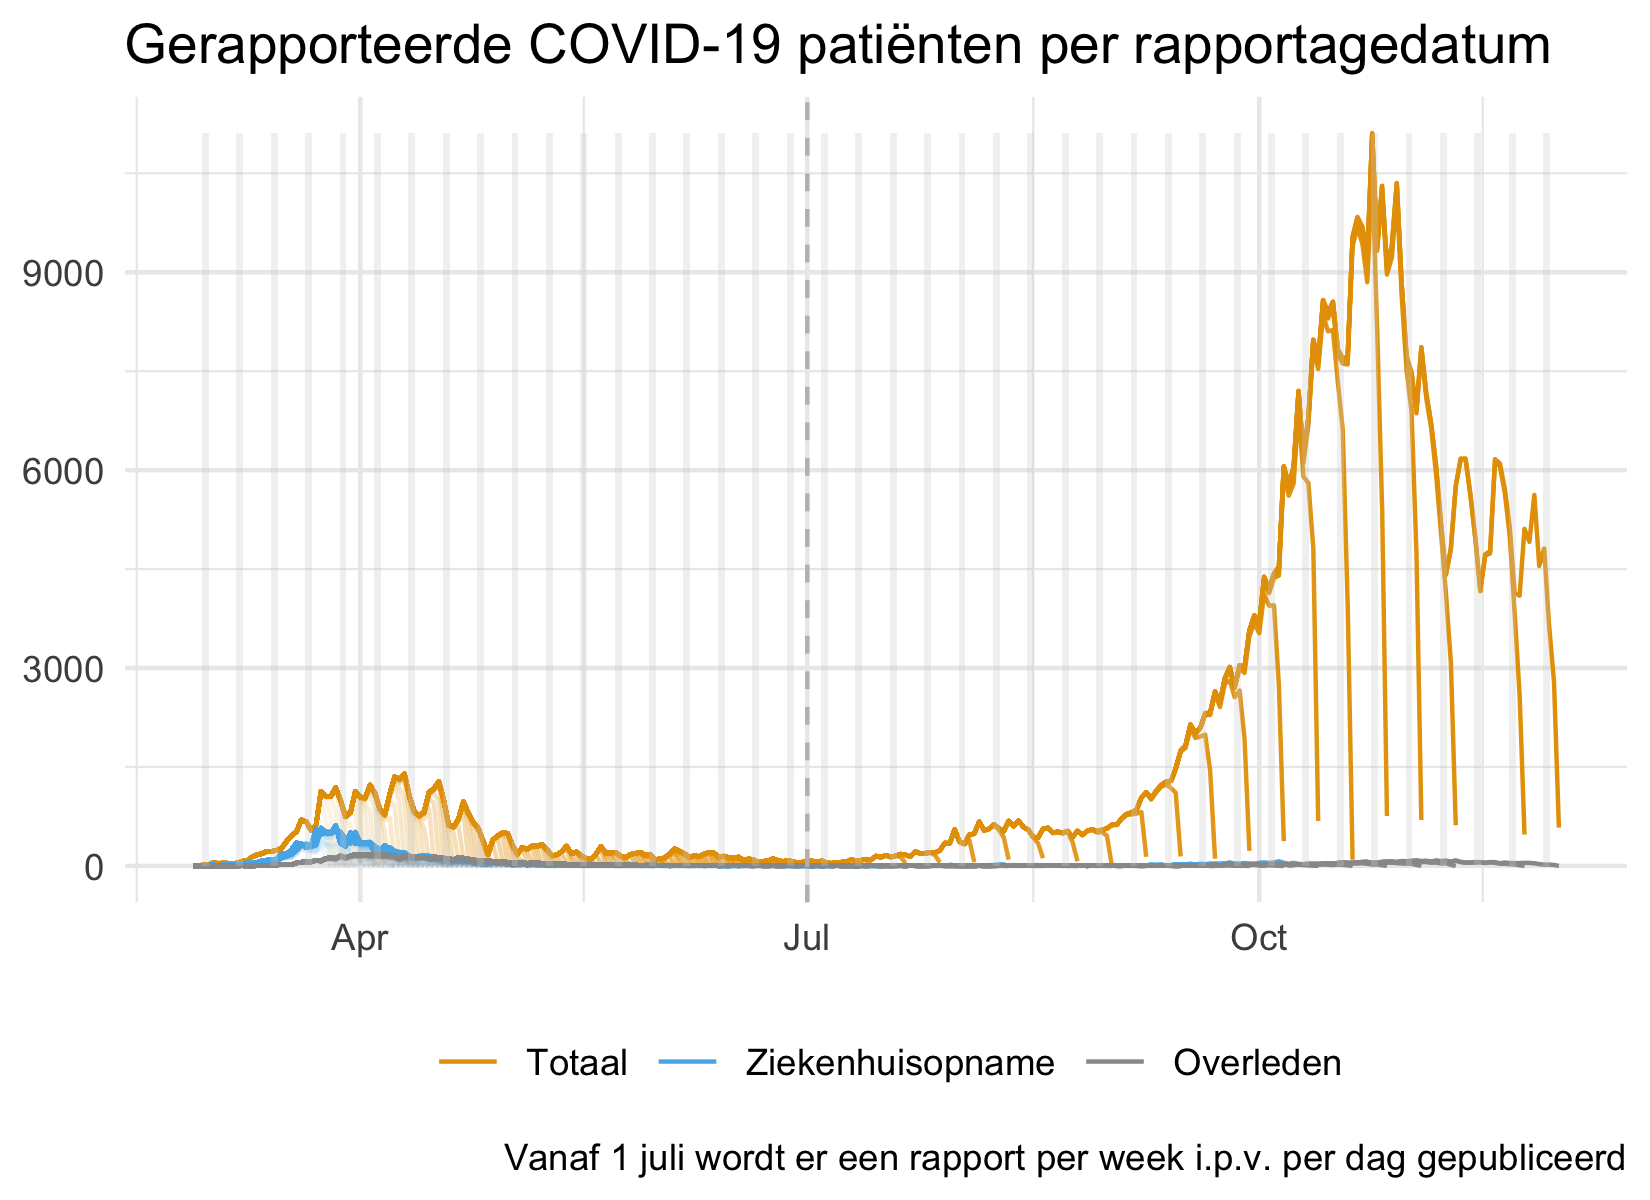 Gerapporteerde COVID-19 patiënten per rapportagedatum
9000
6000
3000
0
Apr Jul Oct
Totaal Ziekenhuisopname Overleden
Vanaf 1 juli wordt er een rapport per week i.p.v. per dag gepubliceerd